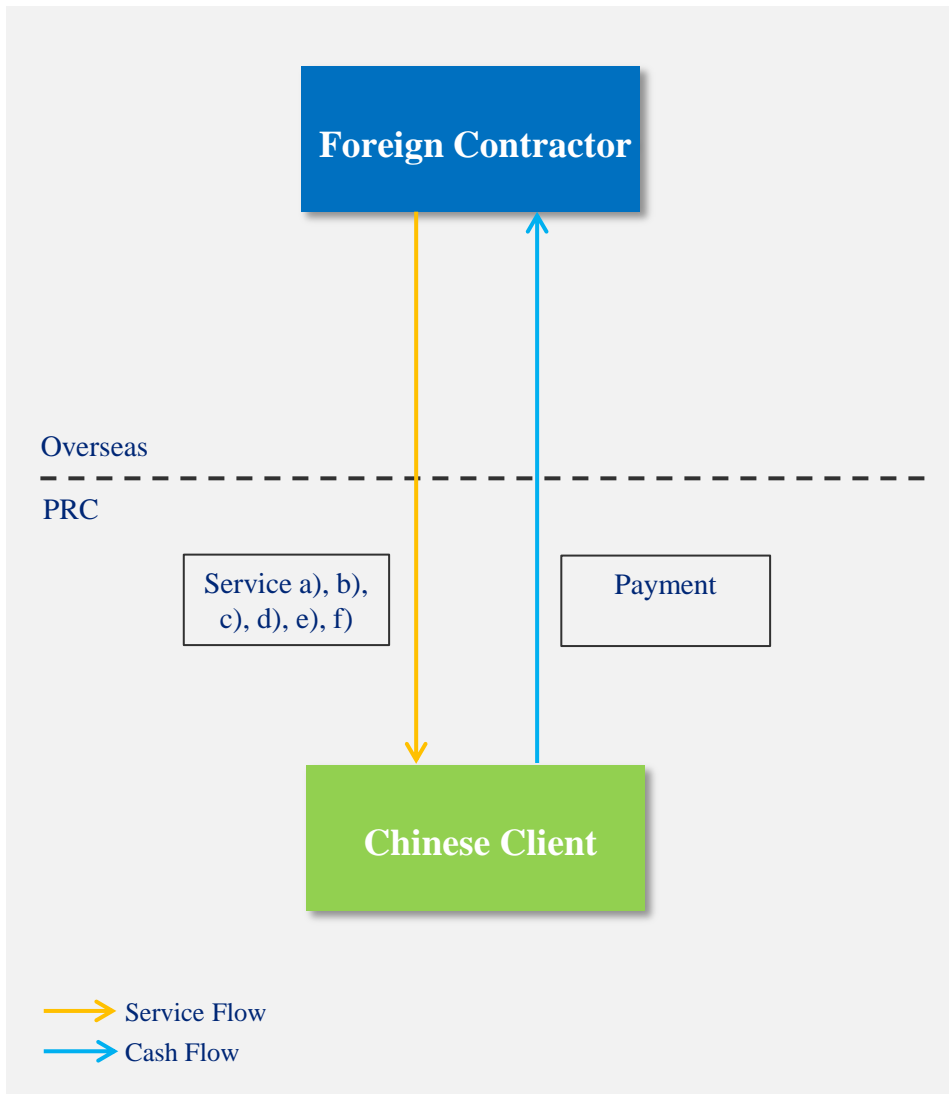 Foreign Contractor
Overseas
PRC
Service a), b),
c), d), e), f)
Payment
Chinese Client
Service Flow
Cash Flow